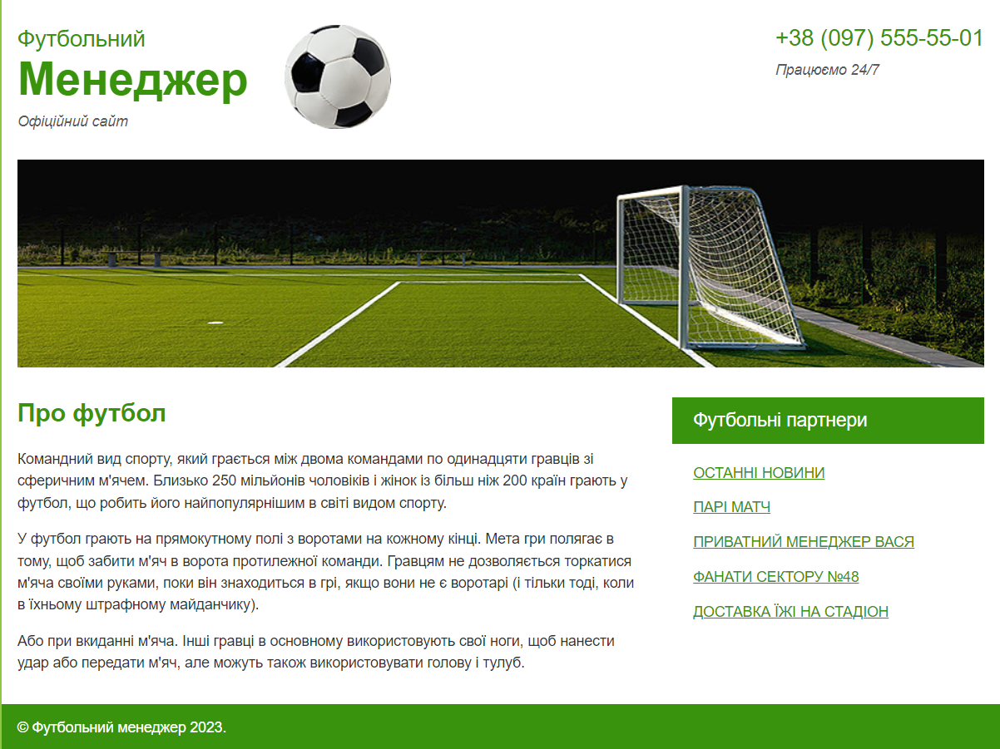 Футбольний
Менеджер
Офіційний сайт
+38 (097) 555-55-01
Працюємо 24/7
Про футбол
Командний вид спорту, який грається між двома командами по одинадцяти гравців зі
сферичним м'ячем. Близько 250 мільйонів чоловіків і жінок із більш ніж 200 країн грають у
футбол, що робить його найпопулярнішим в світі видом спорту.
У футбол грають на прямокутному полі з воротами на кожному кінці. Мета гри полягає в
тому, щоб забити м'яч в ворота протилежної команди. Гравцям не дозволяється торкатися
м'яча своїми руками, поки він знаходиться в грі, якщо вони не є воротарі (і тільки тоді, коли
в їхньому штрафному майданчику).
Або при вкиданні м'яча. Інші гравці в основному використовують свої ноги, щоб нанести
удар або передати м'яч, але можуть також використовувати голову і тулуб.
Футбольні партнери
ОСТАННІ НОВИНИ
ПАРІ МАТЧ
ПРИВАТНИЙ МЕНЕДЖЕР ВАСЯ
ФАНАТИ СЕКТОРУ №48
ДОСТАВКА ЇЖІ НА СТАДІОН
© Футбольний менеджер 2023.